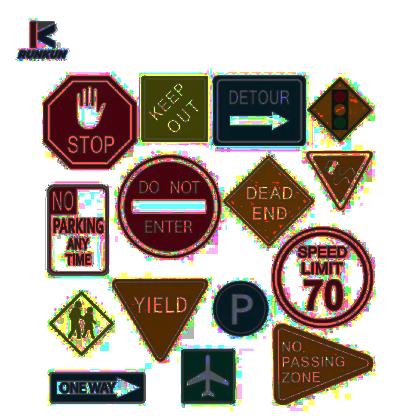 RUNKUN
STOP
KEEP
OUT
DETOUR
NO
PARKING
ANY
TIME
DO NOT
ENTER
DEAD
END
SPEED
LIMIT
70
YIELD
P
NO
PASSING
ZONE
ONE WAY